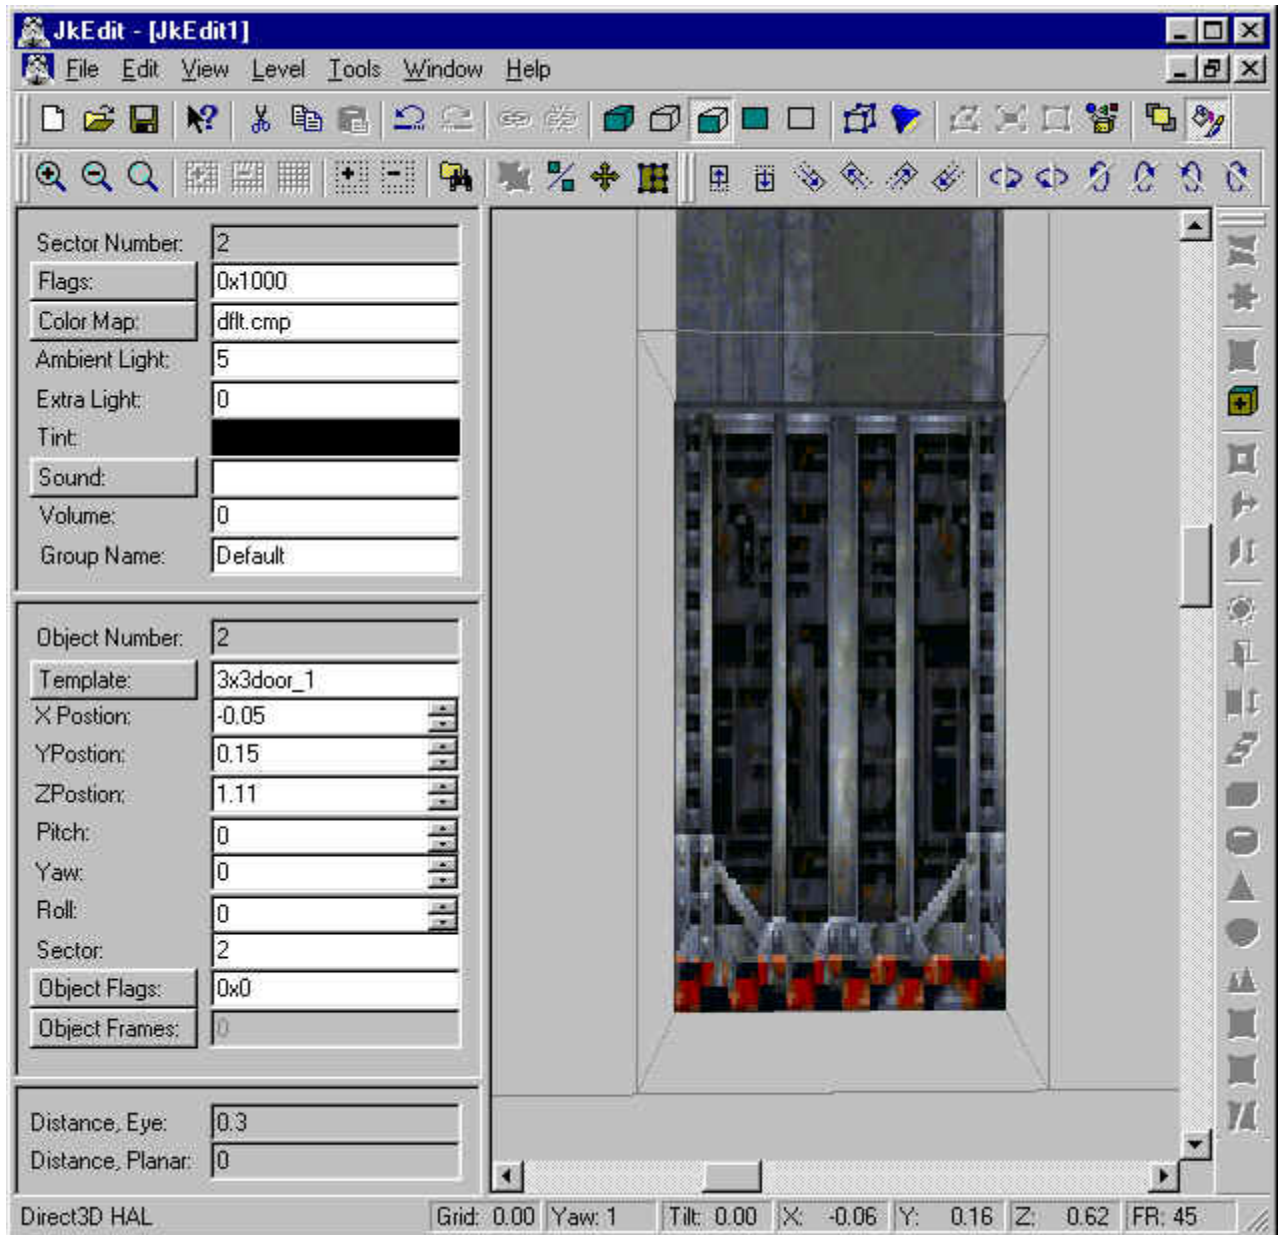 JkEdit - [JkEdit1]
File Edit View Level Tools Window Help
Sector Number: 2
Flags: 0x1000
Color Map: dflt.cmp
Ambient Light: 5
Extra Light: 0
Tint:
Sound:
Volume: 0
Group Name: Default
Object Number: 2
Template: 3x3door_1
X Postion: -0.05
YPostion: 0.15
ZPostion: 1.11
Pitch: 0
Yaw: 0
Roll: 0
Sector: 2
Object Flags: 0x0
Object Frames: 0
Distance, Eye: 0.3
Distance, Planar: 0
Direct3D HAL Grid: 0.00 Yaw: 1 Tilt: 0.00 X: -0.06 Y: 0.16 Z: 0.62 FR: 45